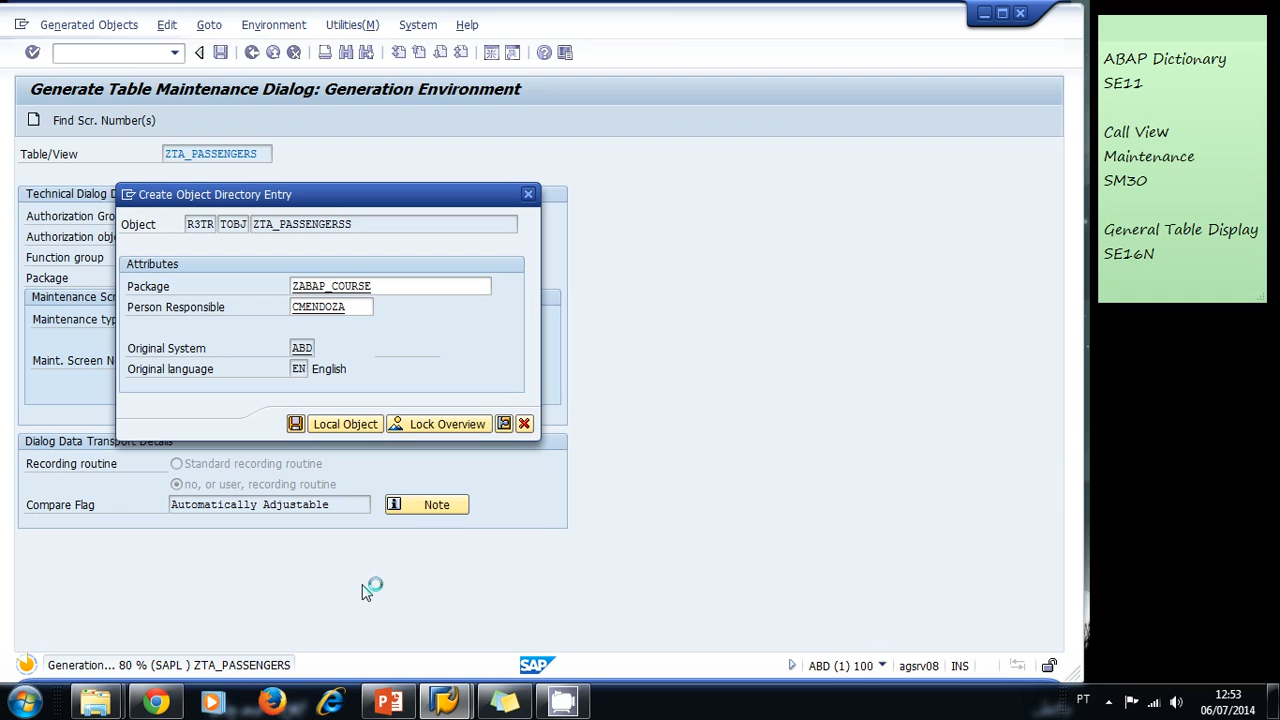 Generated Objects Edit Goto Environment Utilities(M) System Help
Generate Table Maintenance Dialog: Generation Environment
Find Scr. Number(s)
Table/View ZTA_PASSENGERS
Technical Dialog D
Authorization Gro
Authorization obje
Function group
Package
Maintenance Scr
Maintenance typ
Maint. Screen N
Create Object Directory Entry
Object R3TR TOBJ ZTA_PASSENGERSS
Attributes
Package ZABAP_COURSE
Person Responsible CMENDOZA
Original System ABD
Original language EN English
Local Object Lock Overview
Dialog Data Transport Details
Recording routine Standard recording routine
no, or user, recording routine
Compare Flag Automatically Adjustable Note
Generation... 80 % (SAPL ) ZTA_PASSENGERS SAP ABD (1) 100 agsrv08 INS
PT 12:53
06/07/2014
ABAP Dictionary
SE11
Call View
Maintenance
SM30
General Table Display
SE16N